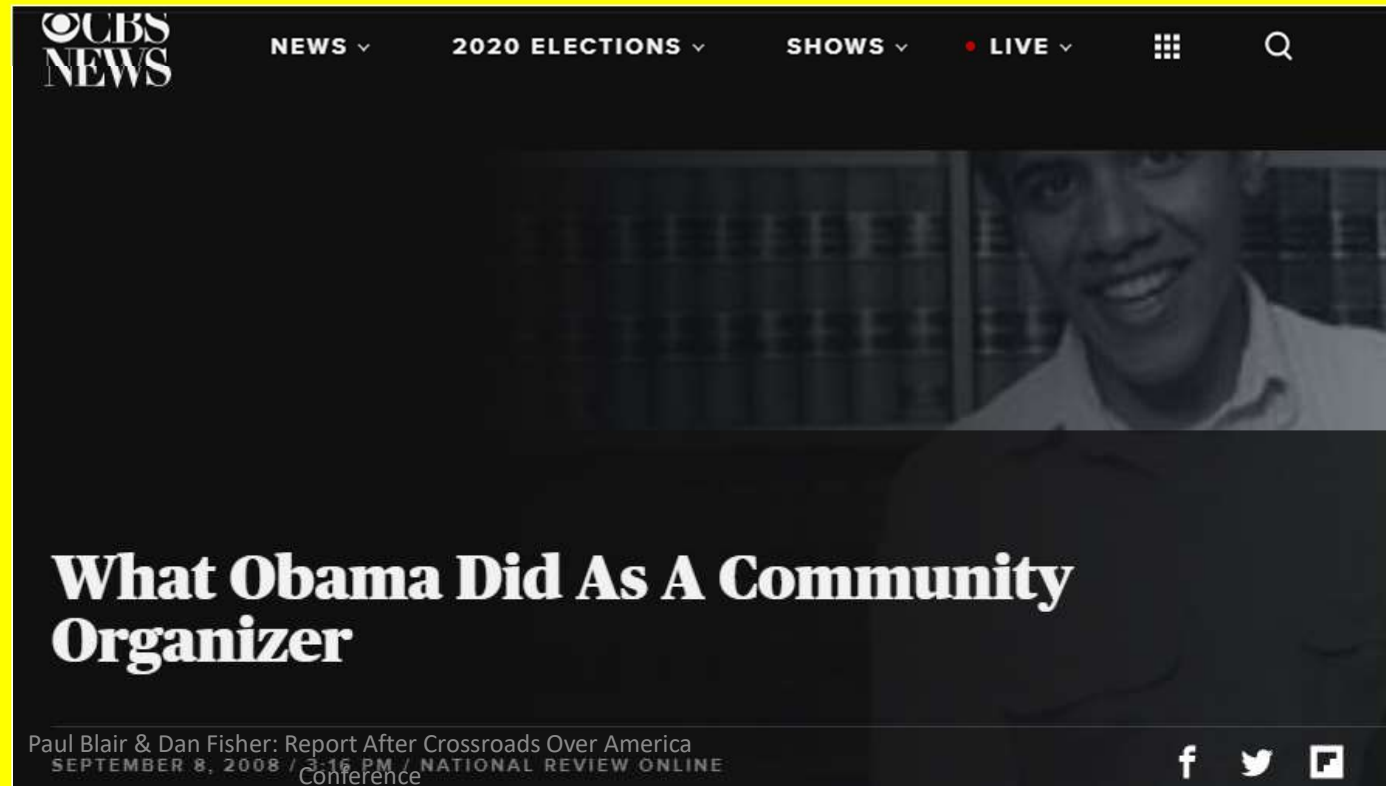 CBS
NEWS
NEWS
2020 ELECTIONS
SHOWS
LIVE
What Obama Did As A Community
Organizer
Paul Blair & Dan Fisher: Report After Crossroads Over America
Conference
SEPTEMBER 8, 2008 / 3:16 PM / NATIONAL REVIEW ONLINE
f